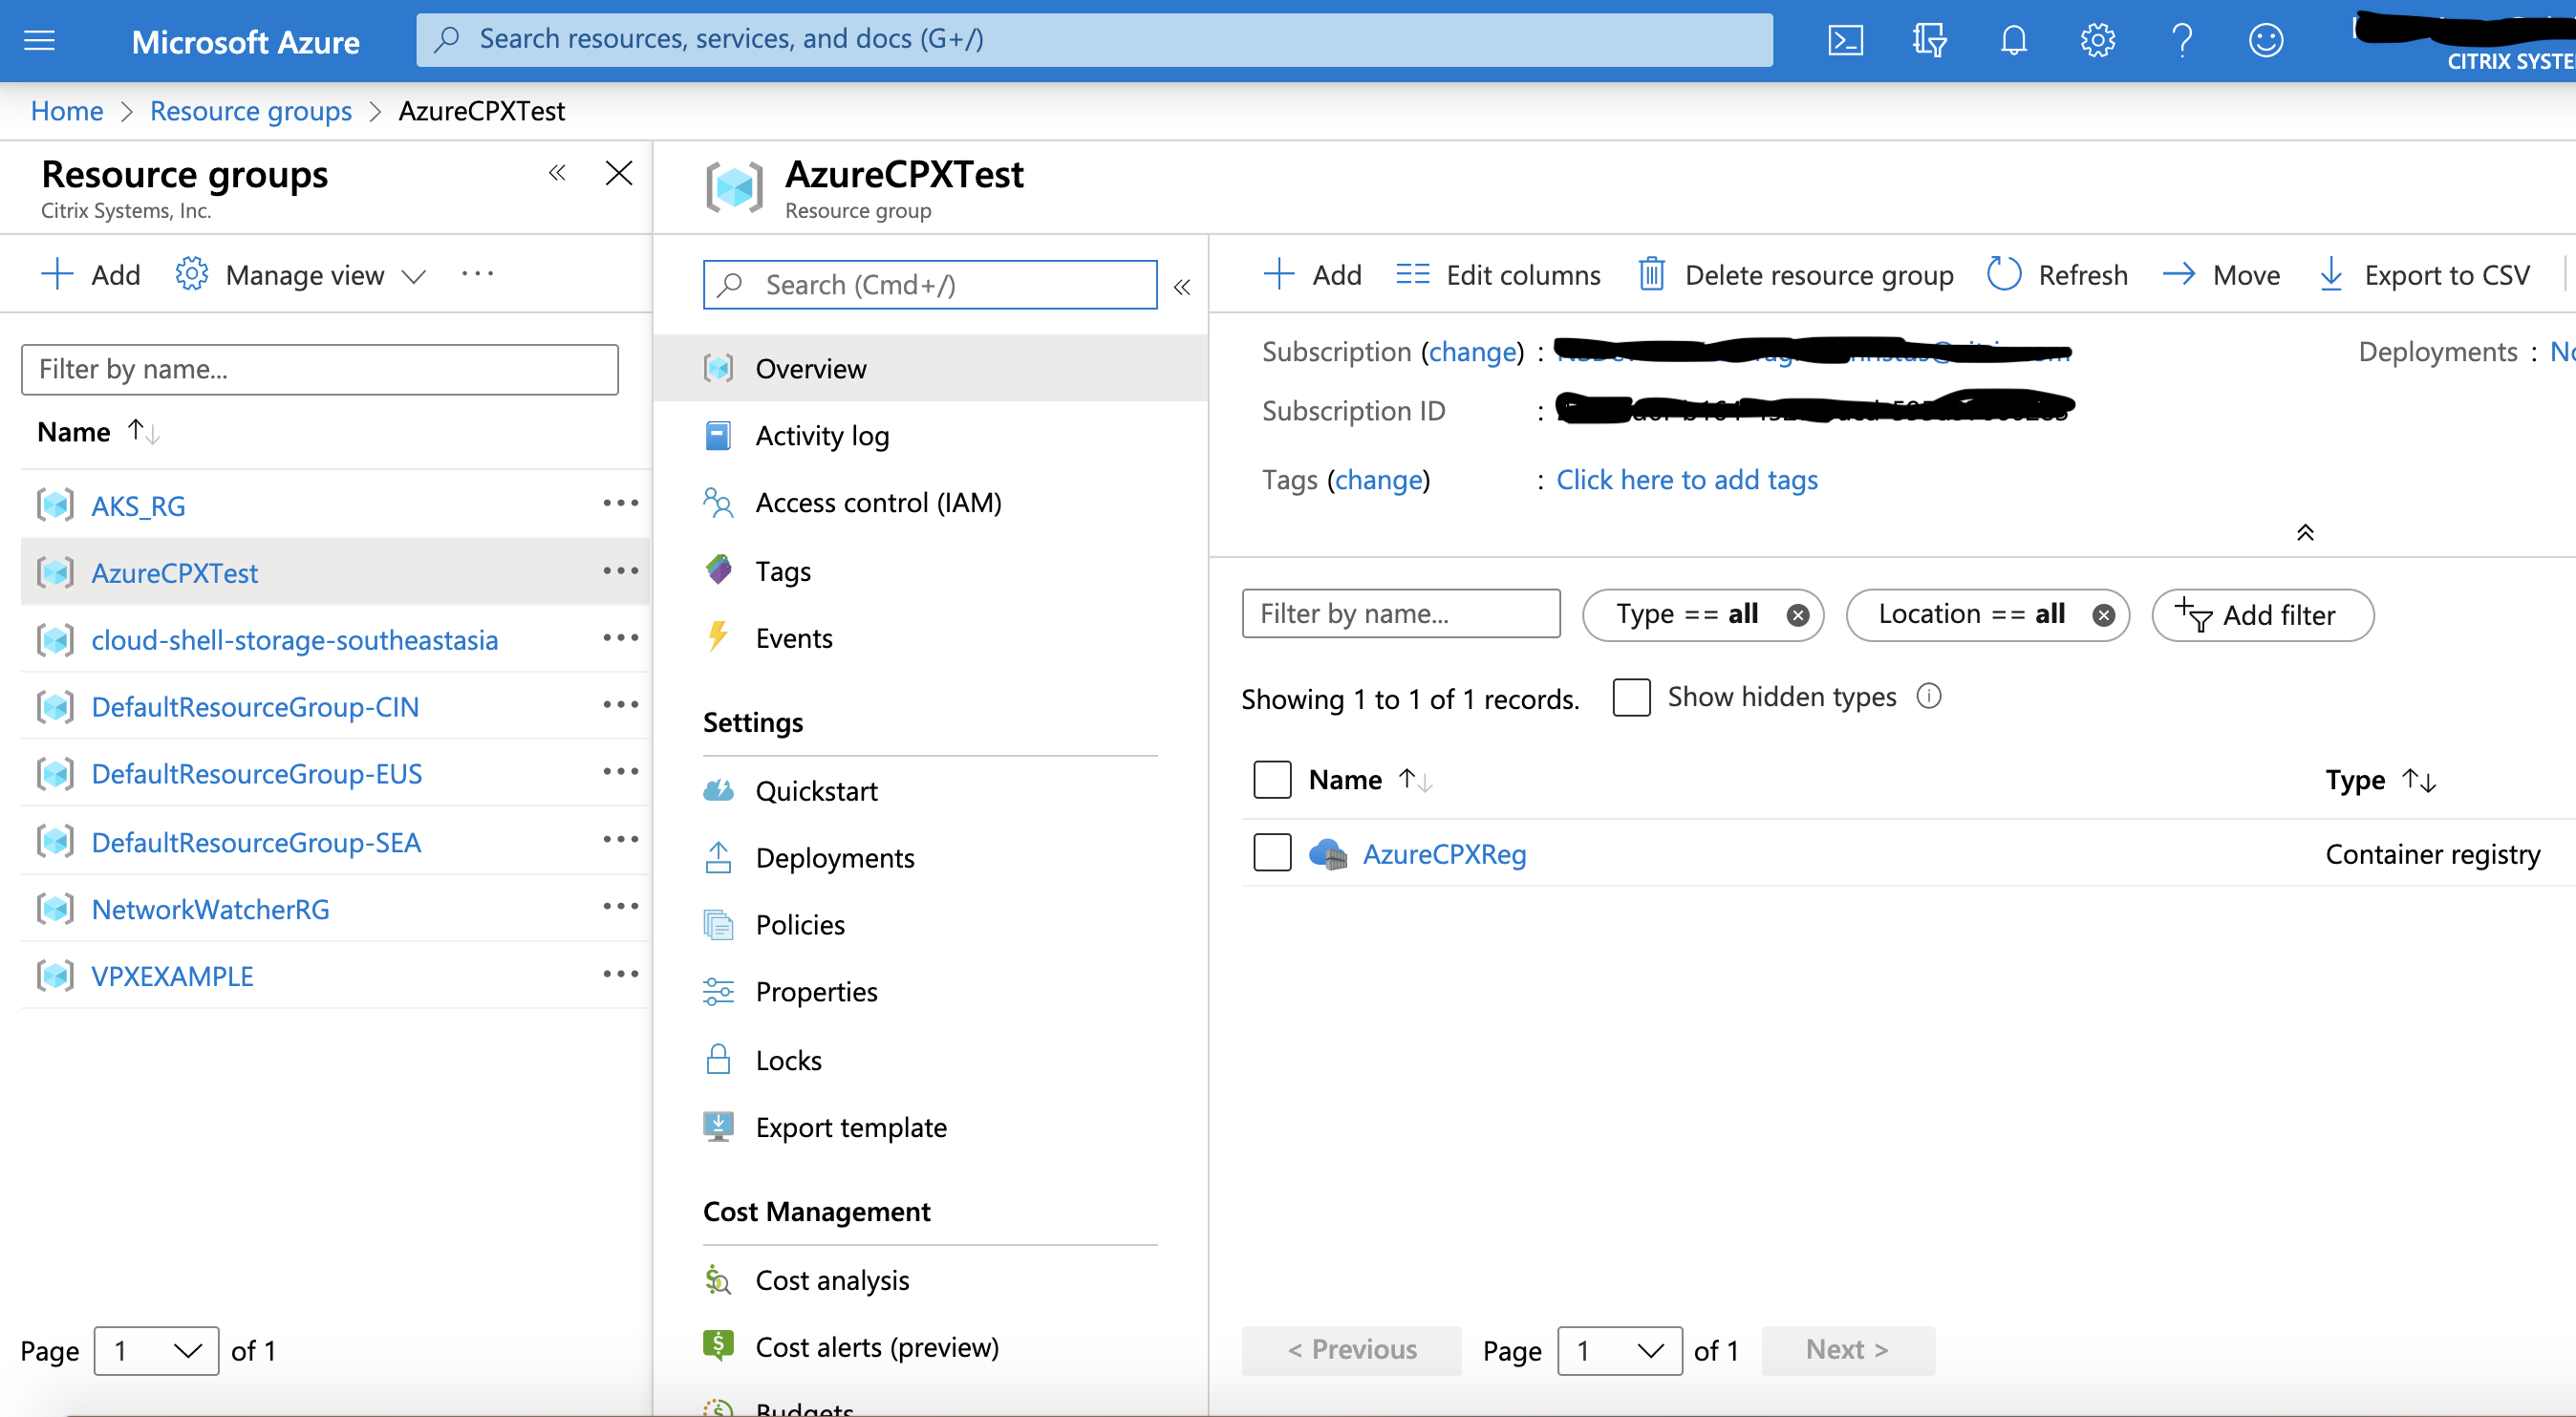 Microsoft Azure
Search resources, services, and docs (G+/)
CITRIX SYSTE
Home > Resource groups > AzureCPXTest
Resource groups
Citrix Systems, Inc.
Add
Manage view
Filter by name...
Name
AKS_RG
AzureCPXTest
cloud-shell-storage-southeastasia
DefaultResourceGroup-CIN
DefaultResourceGroup-EUS
DefaultResourceGroup-SEA
NetworkWatcherRG
VPXEXAMPLE
Page 1 of 1
AzureCPXTest
Resource group
Search (Cmd+/)
Overview
Activity log
Access control (IAM)
Tags
Events
Settings
Quickstart
Deployments
Policies
Properties
Locks
Export template
Cost Management
Cost analysis
Cost alerts (preview)
Budgets
Add
Edit columns
Delete resource group
Refresh
Move
Export to CSV
Subscription (change) :
Deployments : No
Subscription ID :
Tags (change) : Click here to add tags
Filter by name...
Type == all
Location == all
Add filter
Showing 1 to 1 of 1 records.
Show hidden types
Name
Type
AzureCPXReg
Container registry
< Previous
Page 1 of 1
Next >